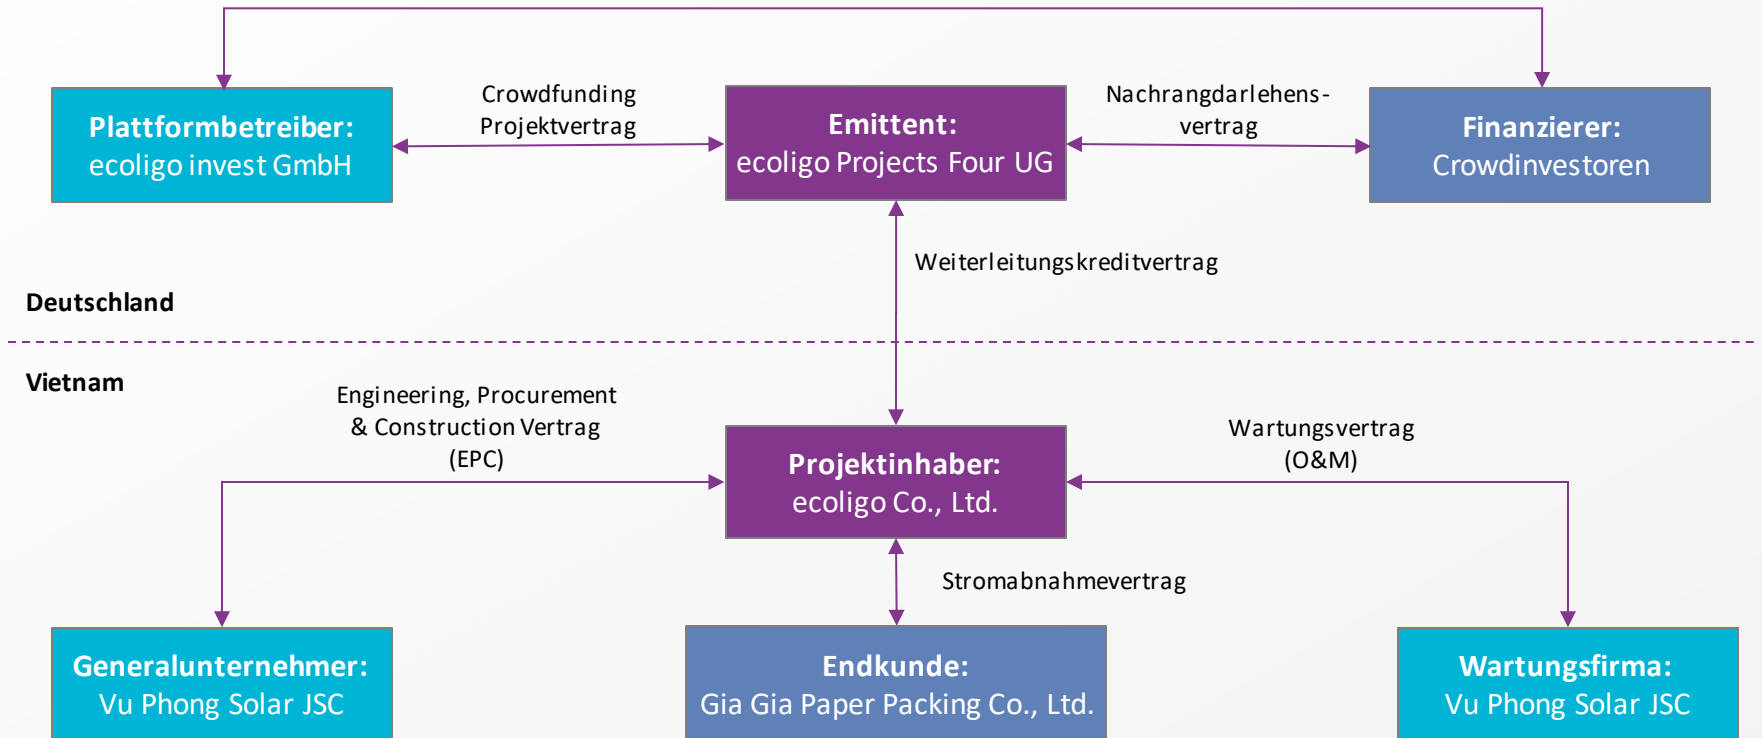 Crowdfunding
Projektvertrag
Nachrangdarlehens-
vertrag
Plattformbetreiber:
ecoligo invest GmbH
Emittent:
ecoligo Projects Four UG
Finanzierer:
Crowdinvestoren
Weiterleitungskreditvertrag
Deutschland
Vietnam
Engineering, Procurement
& Construction Vertrag
(EPC)
Wartungsvertrag
(O&M)
Projektinhaber:
ecoligo Co., Ltd.
Stromabnahmevertrag
Generalunternehmer:
Vu Phong Solar JSC
Endkunde:
Gia Gia Paper Packing Co., Ltd.
Wartungsfirma:
Vu Phong Solar JSC